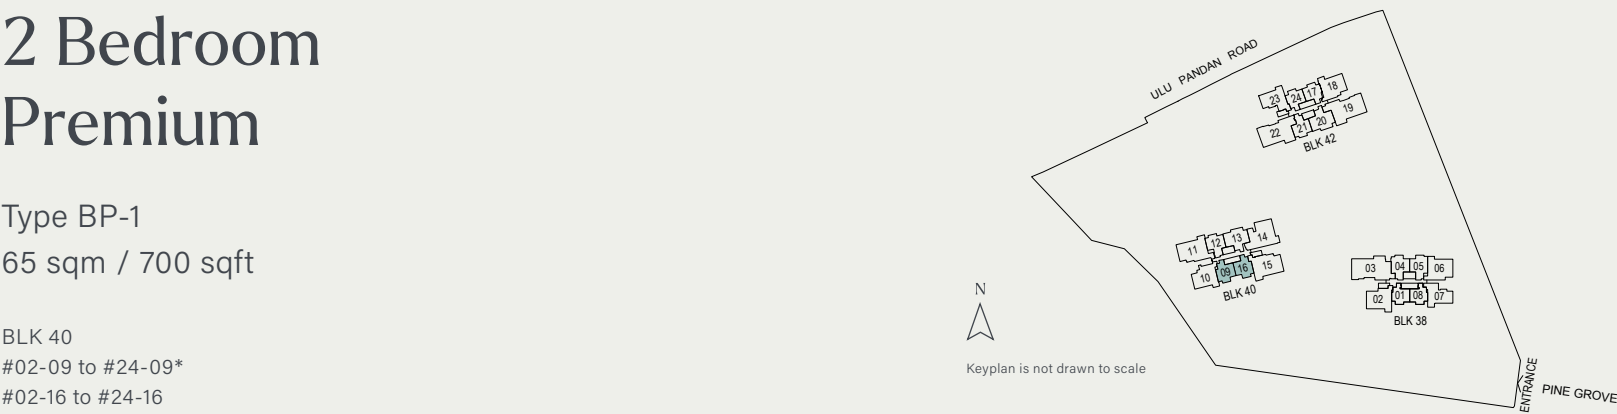 2 Bedroom
Premium
Type BP-1
65 sqm / 700 sqft
BLK 40
#02-09 to #24-09*
#02-16 to #24-16
N
Keyplan is not drawn to scale
ULU PANDAN ROAD
23 24 17 18
22 21 20 19
BLK 42
11 12 13 14
10 09 16 15
BLK 40
03 04 05 06
02 01 08 07
BLK 38
ENTRANCE
PINE GROVE